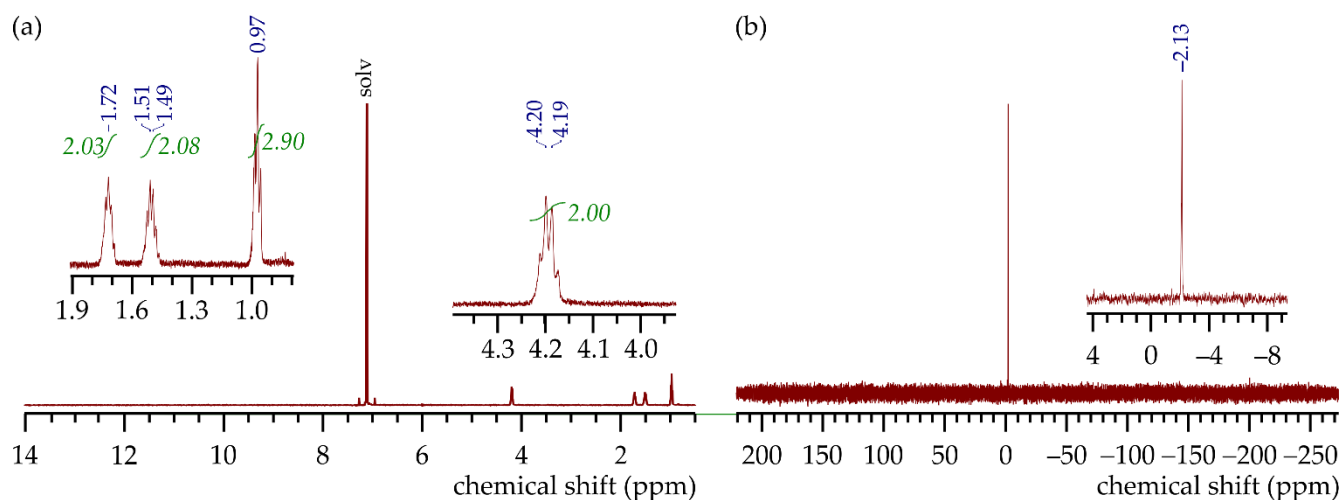 (a)
1.72
1.51
1.49
0.97
2.03
2.08
2.90
1.9 1.6 1.3 1.0
solv
4.20
4.19
2.00
4.3 4.2 4.1 4.0
14 12 10 8 6 4 2
chemical shift (ppm)
(b)
−2.13
4 0 −4 −8
200 150 100 50 0 −50 −100 −150 −200 −250
chemical shift (ppm)